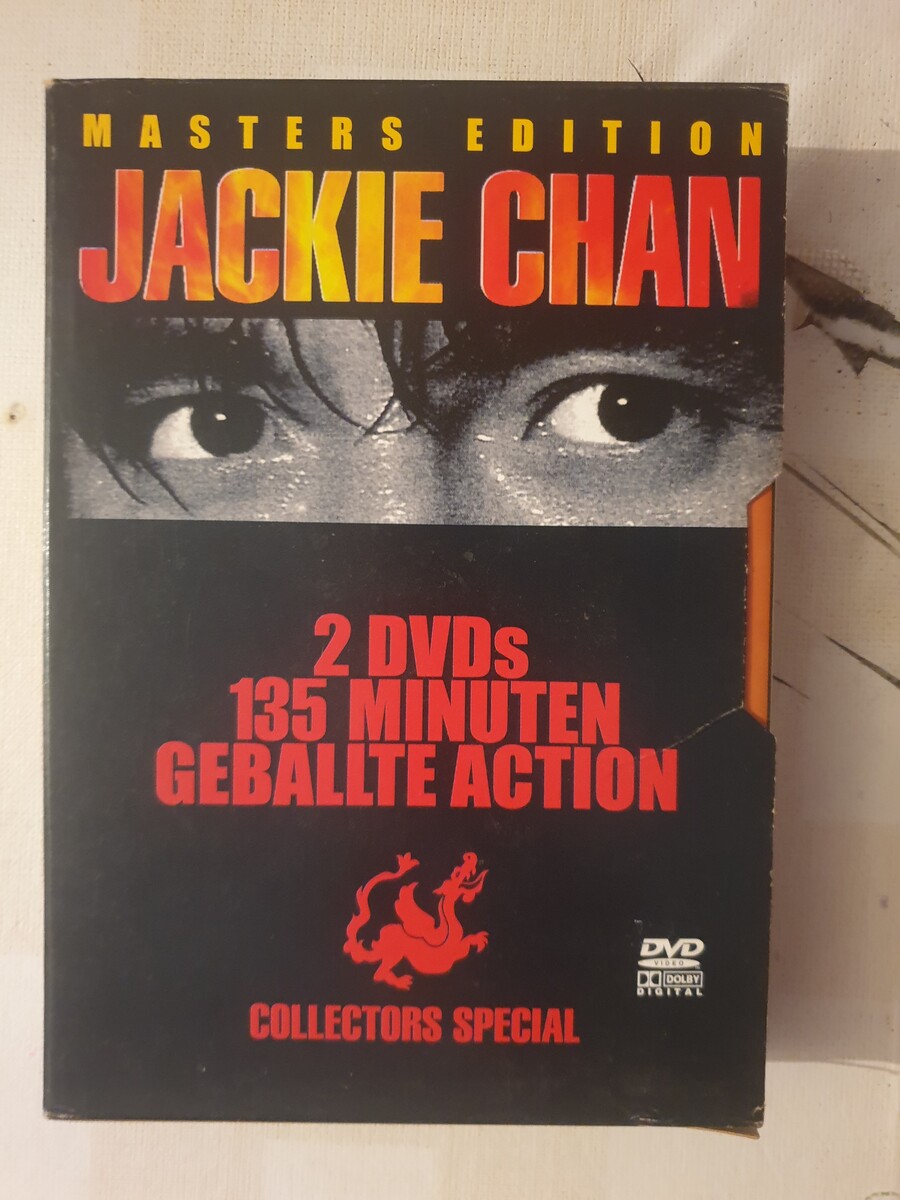 MASTERS EDITION
JACKIE CHAN
2 DVDs
135 MINUTEN
GEBALLTE ACTION
DVD
VIDEO
DOLBY
DIGITAL
COLLECTORS SPECIAL